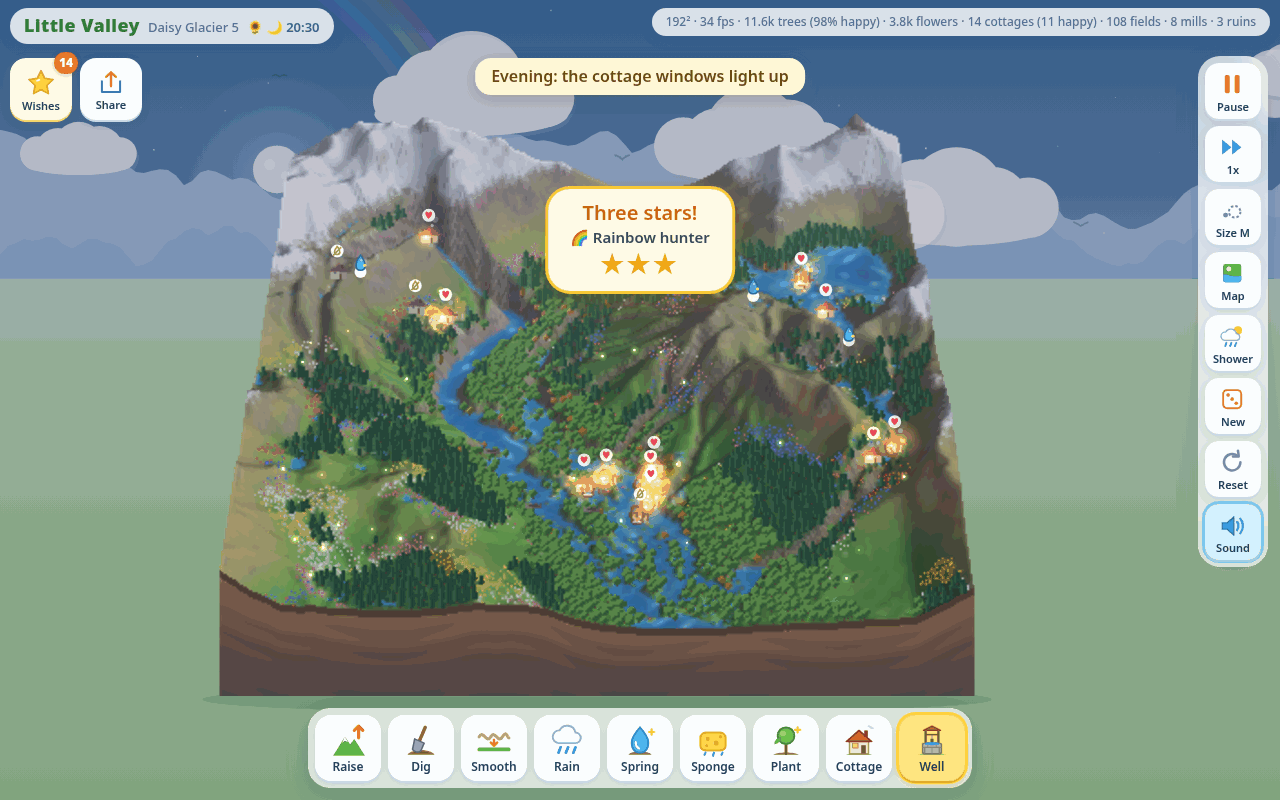 Little Valley Daisy Glacier 5 20:30
192² · 34 fps · 11.6k trees (98% happy) · 3.8k flowers · 14 cottages (11 happy) · 108 fields · 8 mills · 3 ruins
14
Wishes
Share
Evening: the cottage windows light up
Three stars!
Rainbow hunter
Pause
1x
Size M
Map
Shower
New
Reset
Sound
Raise
Dig
Smooth
Rain
Spring
Sponge
Plant
Cottage
Well